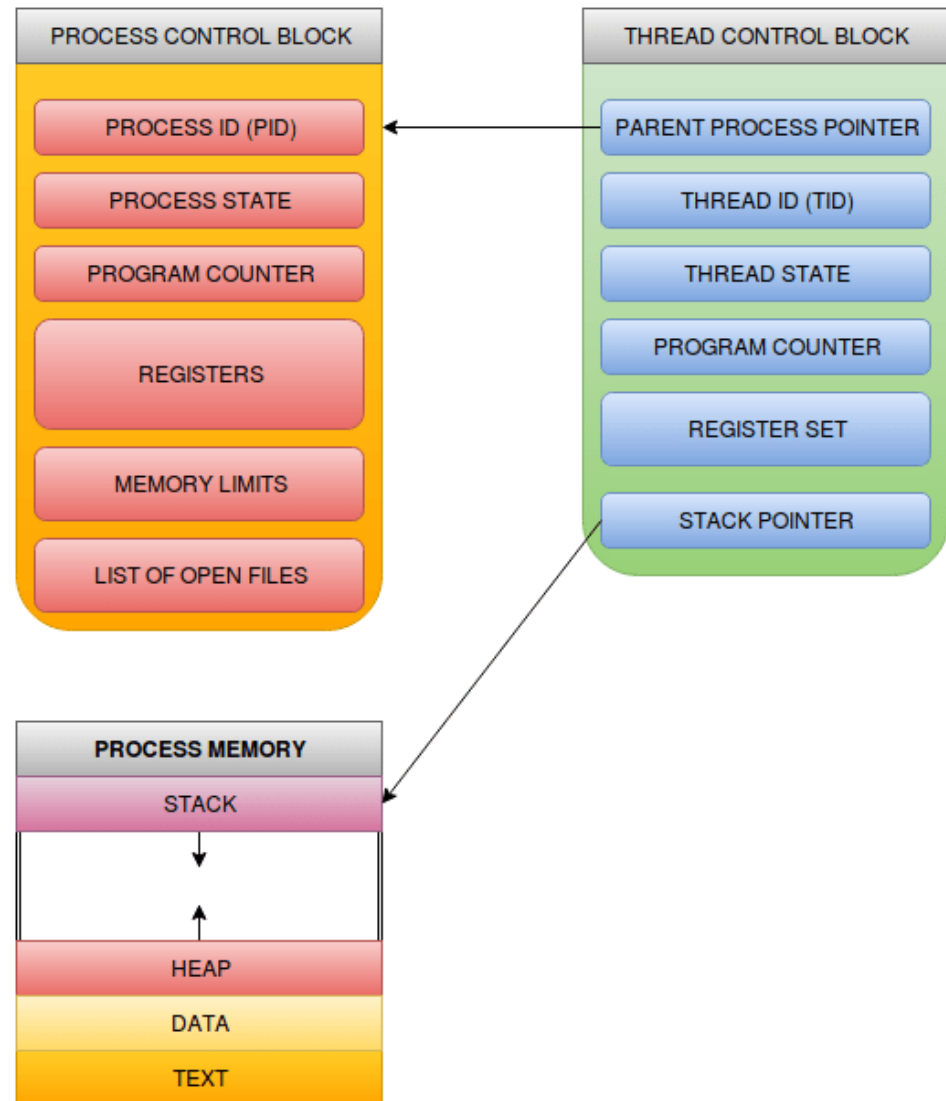 PROCESS CONTROL BLOCK
PROCESS ID (PID)
PROCESS STATE
PROGRAM COUNTER
REGISTERS
MEMORY LIMITS
LIST OF OPEN FILES
THREAD CONTROL BLOCK
PARENT PROCESS POINTER
THREAD ID (TID)
THREAD STATE
PROGRAM COUNTER
REGISTER SET
STACK POINTER
PROCESS MEMORY
STACK
HEAP
DATA
TEXT